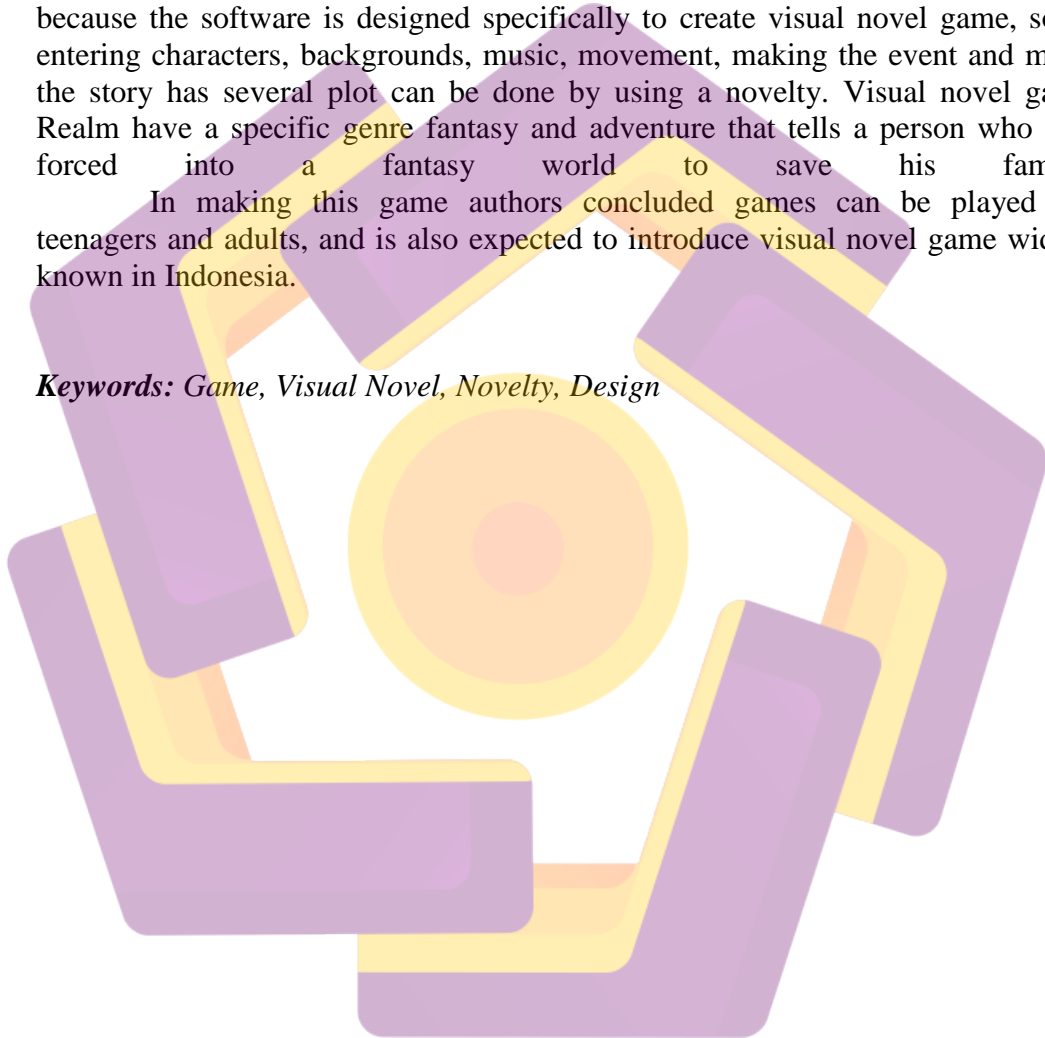 because the software is designed specifically to create visual novel game, so
entering characters, backgrounds, music, movement, making the event and m
the story has several plot can be done by using a novelty. Visual novel ga
Realm have a specific genre fantasy and adventure that tells a person who
forced into a fantasy world to save his fam
In making this game authors concluded games can be played
teenagers and adults, and is also expected to introduce visual novel game wid
known in Indonesia.
Keywords: Game, Visual Novel, Novelty, Design